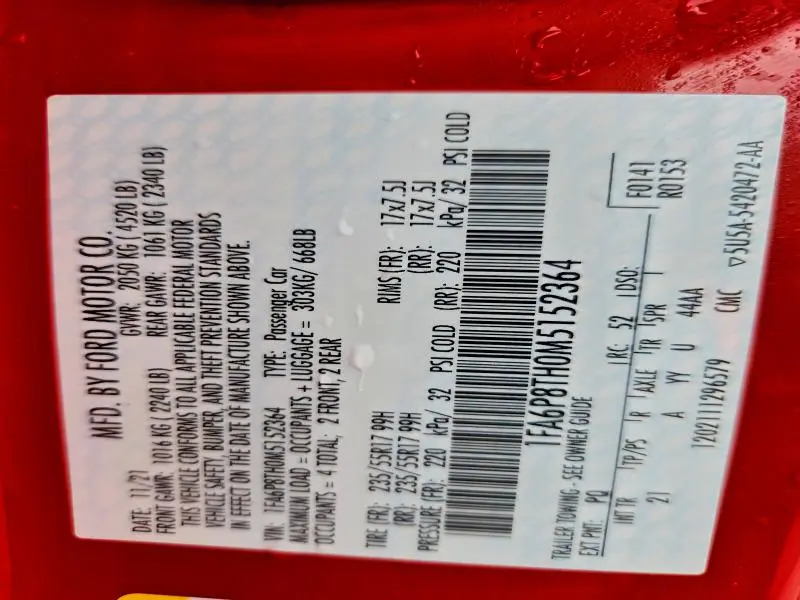 MFD. BY FORD MOTOR CO.
DATE: 11/21 GVWR: 2050 KG ( 4520 LB)
FRONT GAWR: 1016 KG ( 2240 LB) REAR GAWR: 1061 KG ( 2340 LB)
THIS VEHICLE CONFORMS TO ALL APPLICABLE FEDERAL MOTOR
VEHICLE SAFETY, BUMPER, AND THEFT PREVENTION STANDARDS
IN EFFECT ON THE DATE OF MANUFACTURE SHOWN ABOVE.
VIN: 1FA6P8TH0M5152364 TYPE: Passenger Car
MAXIMUM LOAD = OCCUPANTS + LUGGAGE = 303KG/ 668LB
OCCUPANTS = 4 TOTAL; 2 FRONT, 2 REAR
TIRE (FR): 235/55R17 99H RIMS (FR): 17x7.5J
(RR): 235/55R17 99H (RR): 17x7.5J
PRESSURE (FR): 220 kPa/ 32 PSI COLD (RR): 220 kPa/ 32 PSI COLD
1FA6P8TH0M5152364
TRAILER TOWING - SEE OWNER GUIDE
EXT PNT: PQ RC: 52 DSO: F0141
INT TR TP/PS R AXLE TR SPR R0153
21 A YY U 44AA
1202111296579 CMC ▽5U5A-5420472-AA